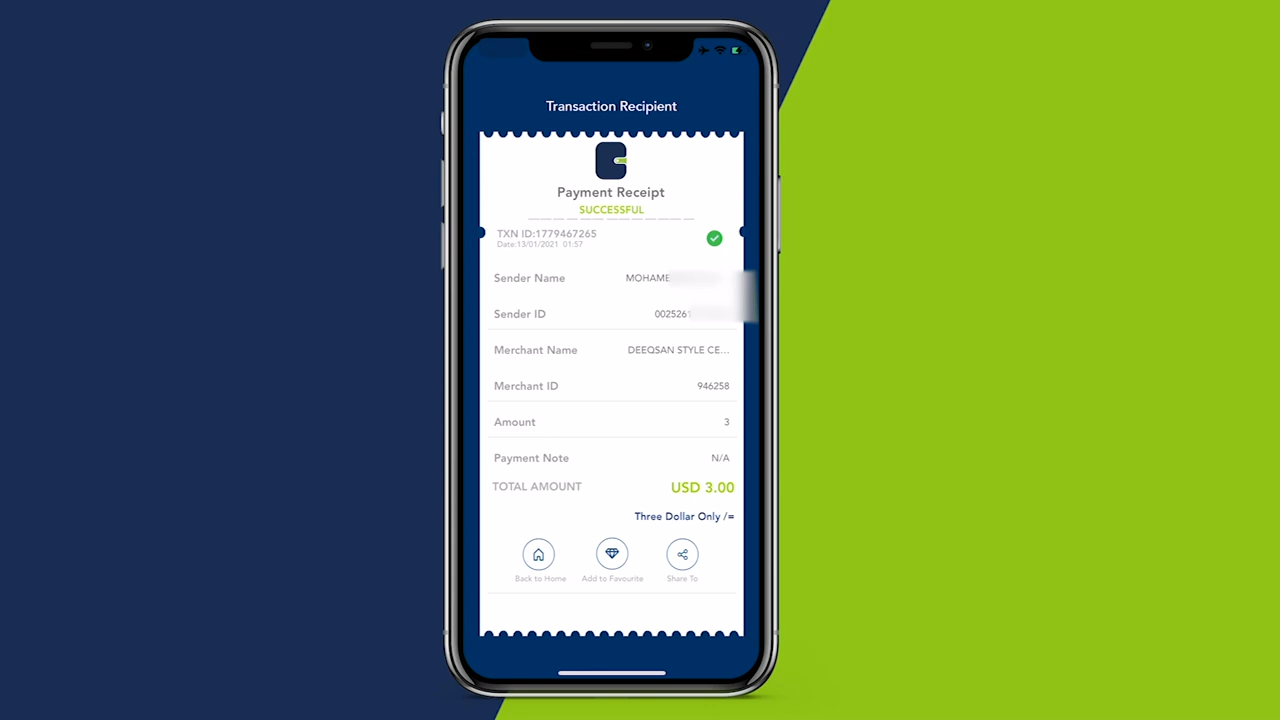 Transaction Recipient
Payment Receipt
SUCCESSFUL
TXN ID:1779467265
Date:13/01/2021 01:57
Sender Name MOHAME
Sender ID 0025261
Merchant Name DEEQSAN STYLE CE...
Merchant ID 946258
Amount 3
Payment Note N/A
TOTAL AMOUNT USD 3.00
Three Dollar Only /=
Back to Home Add to Favourite Share To